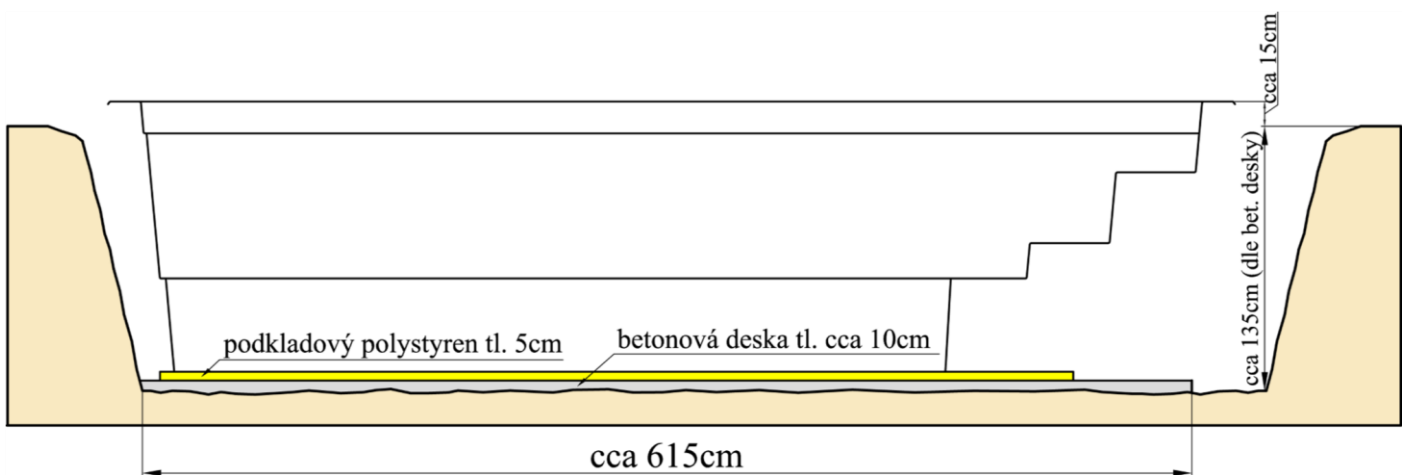 cca 15cm
cca 135cm (dle bet. desky)
podkladový polystyren tl. 5cm
betonová deska tl. cca 10cm
cca 615cm